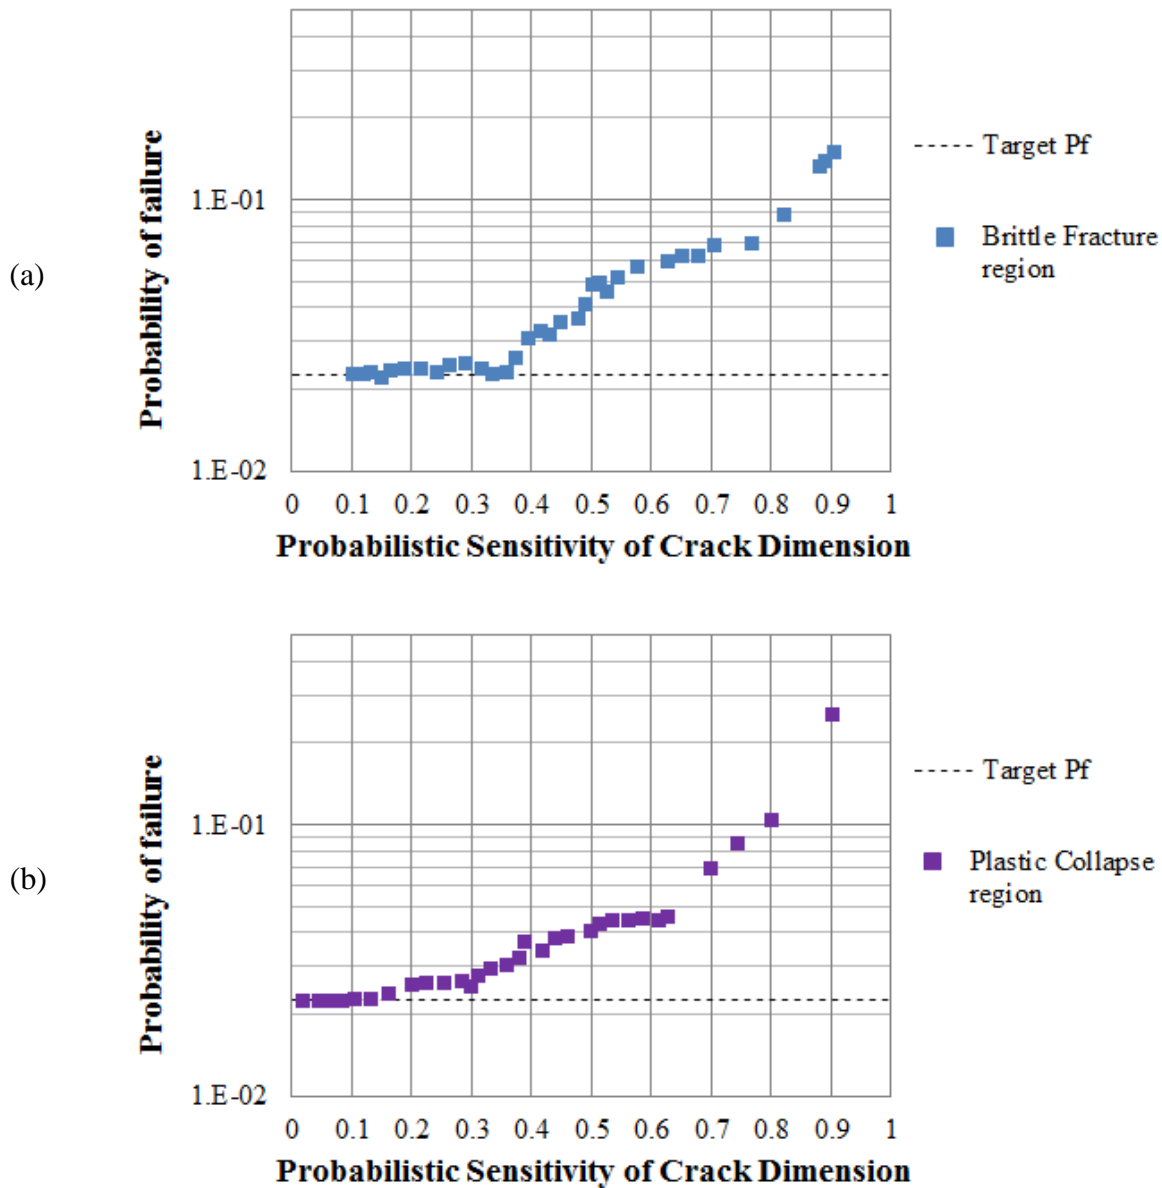 (a)
Probability of failure
1.E-01
1.E-02
0 0.1 0.2 0.3 0.4 0.5 0.6 0.7 0.8 0.9 1
Probabilistic Sensitivity of Crack Dimension
Target Pf
Brittle Fracture
region
(b)
Probability of failure
1.E-01
1.E-02
0 0.1 0.2 0.3 0.4 0.5 0.6 0.7 0.8 0.9 1
Probabilistic Sensitivity of Crack Dimension
Target Pf
Plastic Collapse
region